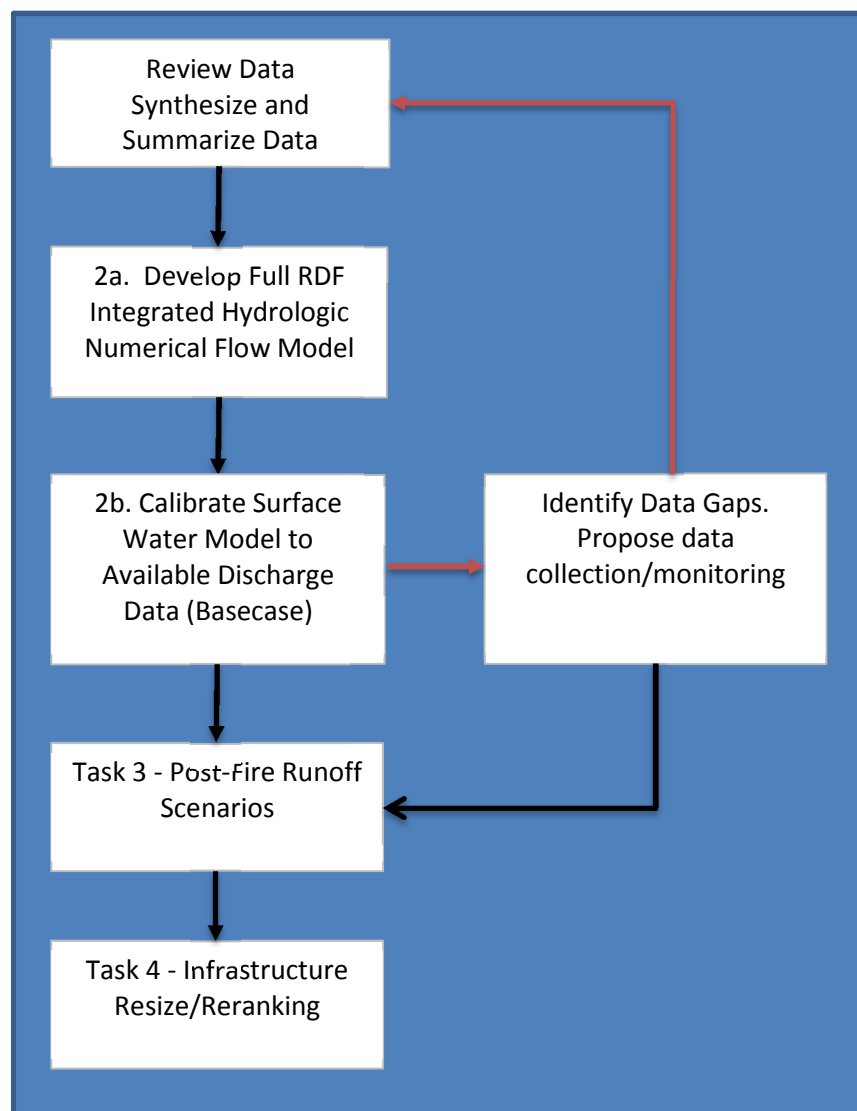 Review Data
Synthesize and
Summarize Data
2a. Develop Full RDF
Integrated Hydrologic
Numerical Flow Model
2b. Calibrate Surface
Water Model to
Available Discharge
Data (Basecase)
Identify Data Gaps.
Propose data
collection/monitoring
Task 3 - Post-Fire Runoff
Scenarios
Task 4 - Infrastructure
Resize/Reranking